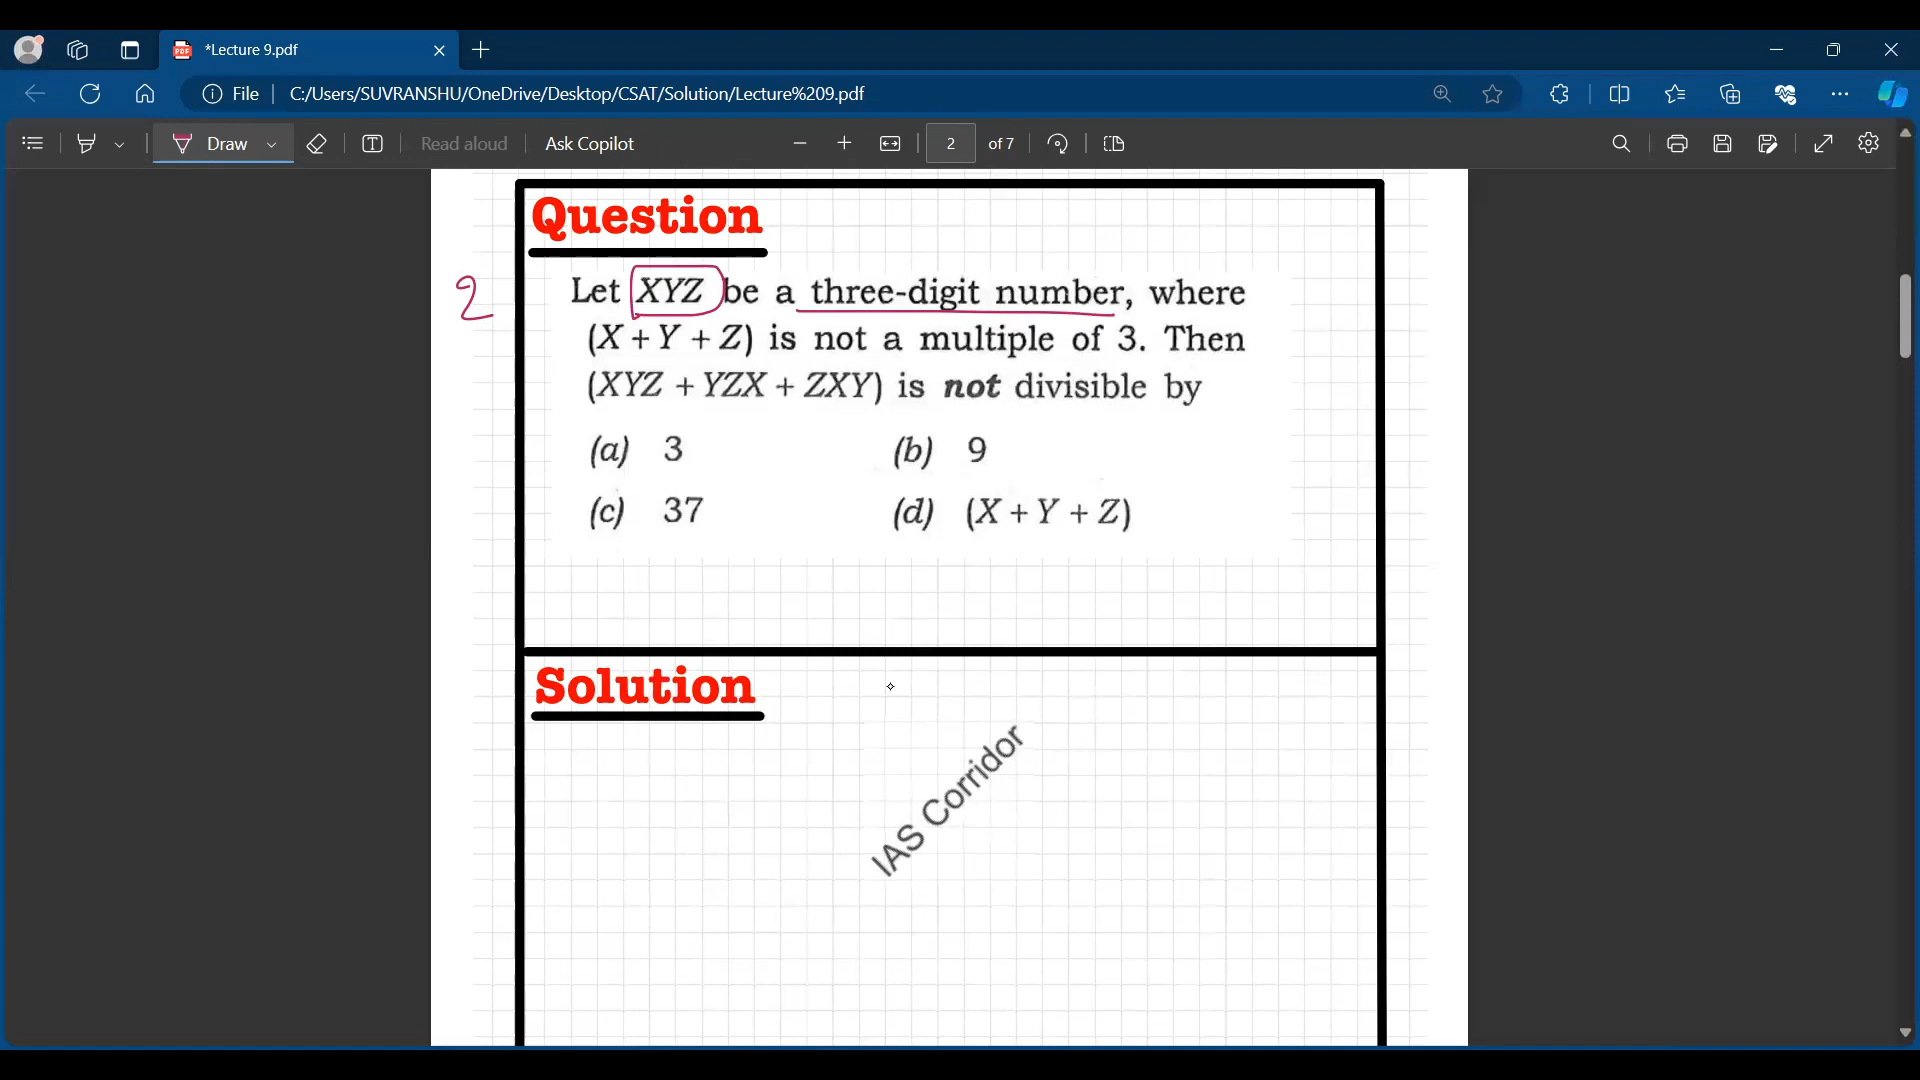 *Lecture 9.pdf
File
C:/Users/SUVRANSHU/OneDrive/Desktop/CSAT/Solution/Lecture%209.pdf
Draw
Read aloud
Ask Copilot
2
of 7
Question
2
Let XYZ be a three-digit number, where
(X + Y + Z) is not a multiple of 3. Then
(XYZ + YZX + ZXY) is not divisible by
(a) 3
(b) 9
(c) 37
(d) (X + Y + Z)
Solution
IAS Corridor